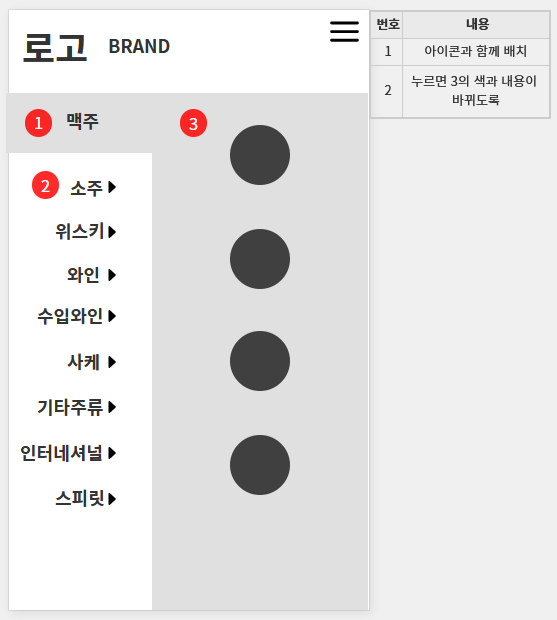 로고 BRAND
1 맥주
2 소주
위스키
와인
수입와인
사케
기타주류
인터네셔널
스피릿
3
번호 내용
1 아이콘과 함께 배치
2 누르면 3의 색과 내용이
바뀌도록